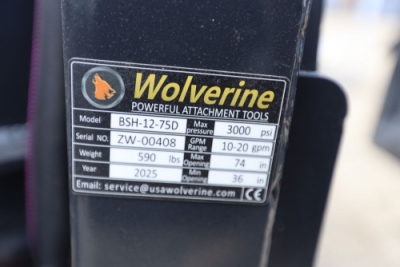 Wolverine
POWERFUL ATTACHMENT TOOLS
Model BSH-12-75D Max pressure 3000 psi
Serial NO. ZW-00408 GPM Range 10-20 gpm
Weight 590 lbs Max Opening 74 in
Year 2025 Min Opening 36 in
Email: service@usawolverine.com CE